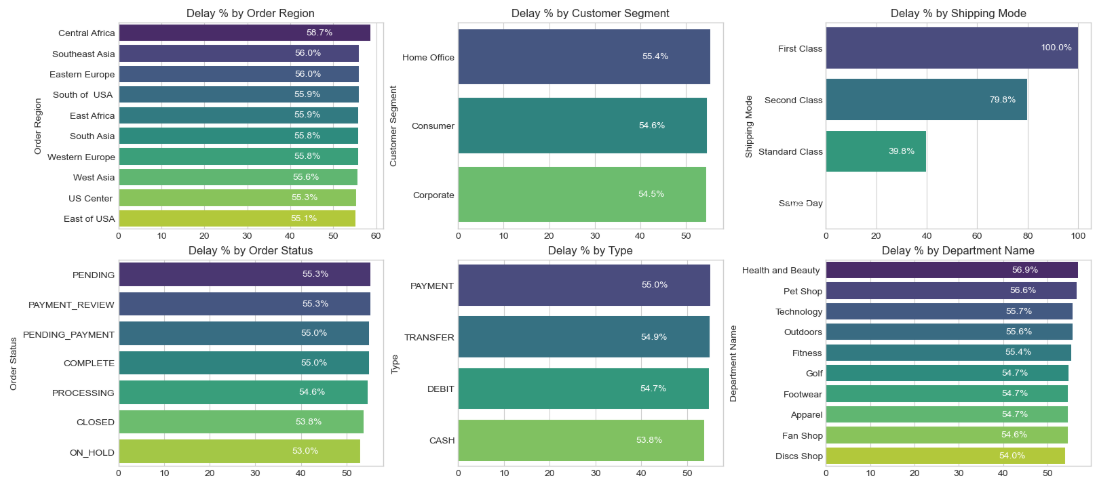 Delay % by Order Region
Order Region
Central Africa 58.7%
Southeast Asia 56.0%
Eastern Europe 56.0%
South of  USA 55.9%
East Africa 55.9%
South Asia 55.8%
Western Europe 55.8%
West Asia 55.6%
US Center 55.3%
East of USA 55.1%
0 10 20 30 40 50 60
Delay % by Customer Segment
Customer Segment
Home Office 55.4%
Consumer 54.6%
Corporate 54.5%
0 10 20 30 40 50
Delay % by Shipping Mode
Shipping Mode
First Class 100.0%
Second Class 79.8%
Standard Class 39.8%
Same Day
0 20 40 60 80 100
Delay % by Order Status
Order Status
PENDING 55.3%
PAYMENT_REVIEW 55.3%
PENDING_PAYMENT 55.0%
COMPLETE 55.0%
PROCESSING 54.6%
CLOSED 53.8%
ON_HOLD 53.0%
0 10 20 30 40 50
Delay % by Type
Type
PAYMENT 55.0%
TRANSFER 54.9%
DEBIT 54.7%
CASH 53.8%
0 10 20 30 40 50
Delay % by Department Name
Department Name
Health and Beauty 56.9%
Pet Shop 56.6%
Technology 55.7%
Outdoors 55.6%
Fitness 55.4%
Golf 54.7%
Footwear 54.7%
Apparel 54.7%
Fan Shop 54.6%
Discs Shop 54.0%
0 10 20 30 40 50